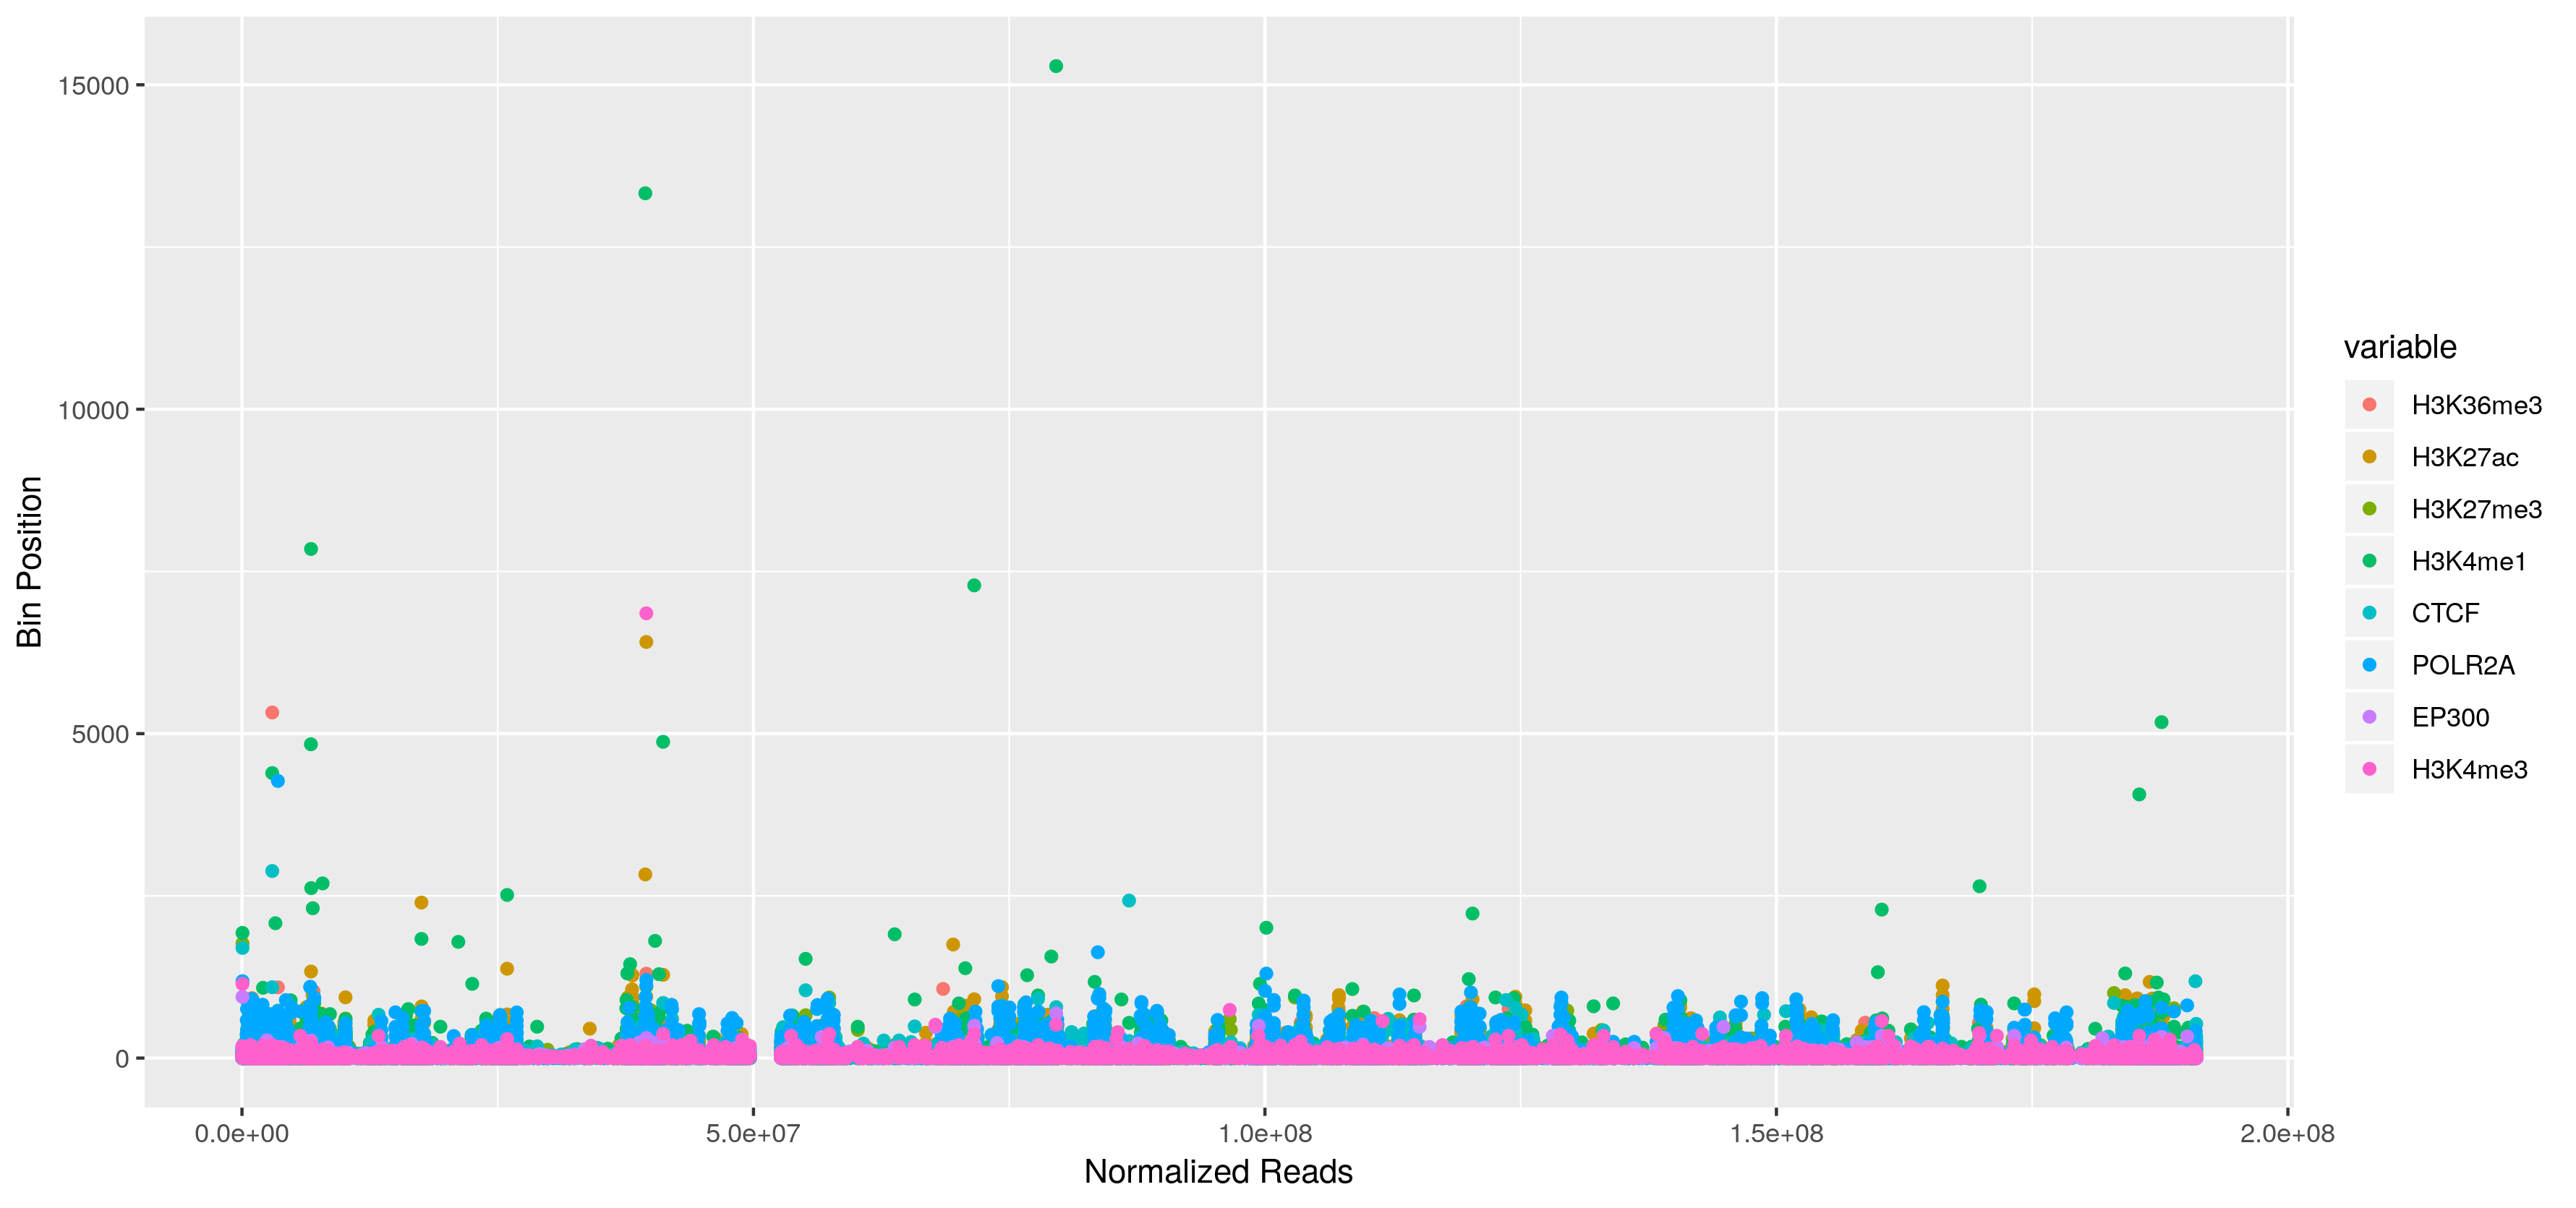 15000
10000
5000
0
Bin Position
0.0e+00
5.0e+07
1.0e+08
1.5e+08
2.0e+08
Normalized Reads
variable
H3K36me3
H3K27ac
H3K27me3
H3K4me1
CTCF
POLR2A
EP300
H3K4me3